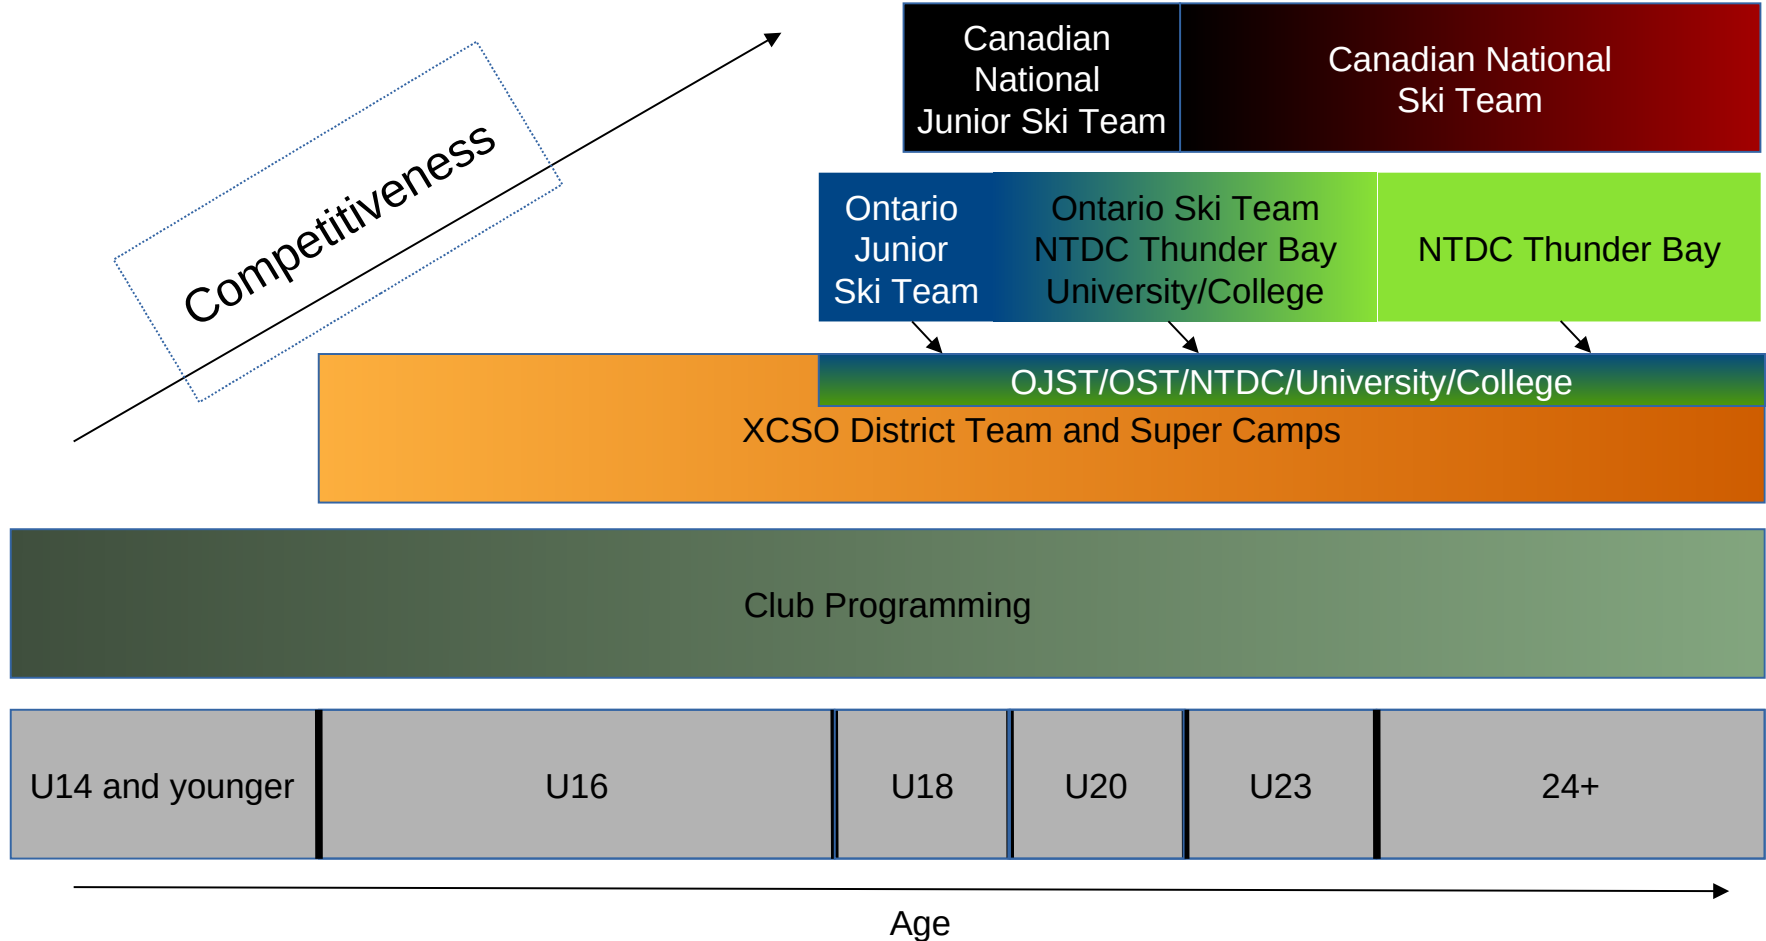 Competitiveness
Canadian
National
Junior Ski Team
Canadian National
Ski Team
Ontario
Junior
Ski Team
Ontario Ski Team
NTDC Thunder Bay
University/College
NTDC Thunder Bay
OJST/OST/NTDC/University/College
XCSO District Team and Super Camps
Club Programming
U14 and younger
U16
U18
U20
U23
24+
Age